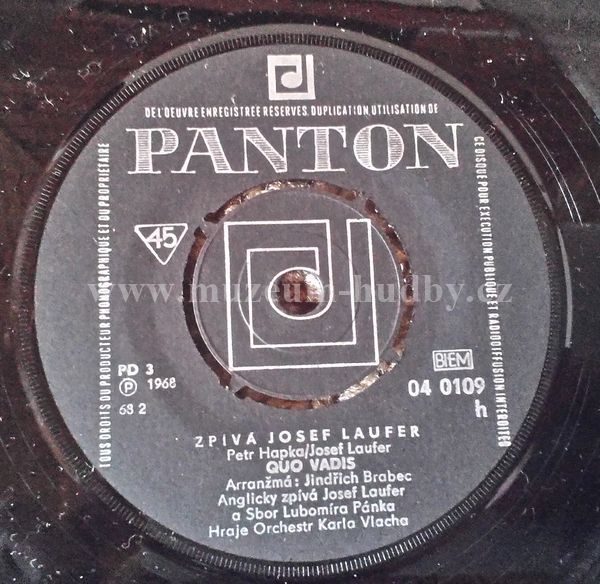 DE L'OEUVRE ENREGISTREE RESERVES. DUPLICATION, UTILISATION DE
PANTON
TOUS DROITS DU PRODUCTEUR PHONOGRAPHIQUE ET DU PROPRIÉTAIRE
CE DISQUE POUR EXECUTION PUBLIQUE ET RADIODIFFUSION INTERDITES
45
www.muzeum-hudby.cz
PD 3
℗ 1968
68 2
BIEM
04 0109
h
ZPÍVÁ JOSEF LAUFER
Petr Hapka/Josef Laufer
QUO VADIS
Arranžmá: Jindřich Brabec
Anglicky zpívá Josef Laufer
a Sbor Lubomíra Pánka
Hraje Orchestr Karla Vlacha